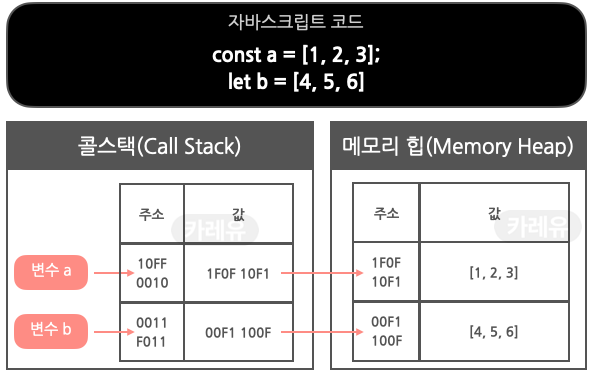 자바스크립트 코드
const a = [1, 2, 3];
let b = [4, 5, 6]
콜스택(Call Stack)
메모리 힙(Memory Heap)
주소
값
카레유
주소
값
카레유
변수 a
10FF
0010
1F0F 10F1
1F0F
10F1
[1, 2, 3]
변수 b
0011
F011
00F1 100F
00F1
100F
[4, 5, 6]